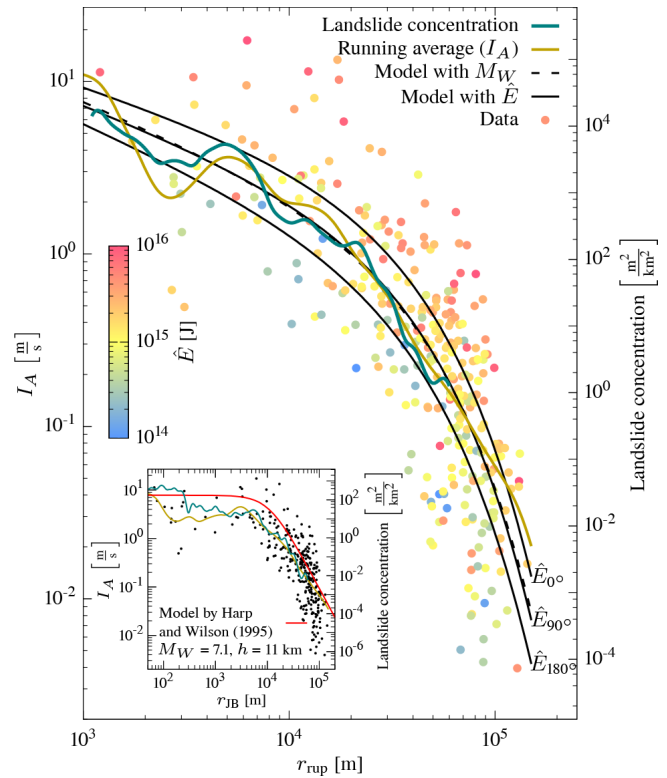 Landslide concentration
Running average (I_A)
Model with M_W
Model with Ê
Data
10^1
10^0
10^-1
10^-2
I_A [m/s]
10^4
10^2
10^0
10^-2
10^-4
Landslide concentration [m²/km²]
10^16
10^15
10^14
Ê [J]
Ê_0°
Ê_90°
Ê_180°
10^1
10^0
10^-1
10^-2
I_A [m/s]
10^2
10^0
10^-2
10^-4
10^-6
Landslide concentration [m²/km²]
Model by Harp
and Wilson (1995)
M_W = 7.1, h = 11 km
10^2
10^3
10^4
10^5
r_JB [m]
10^3
10^4
10^5
r_rup [m]